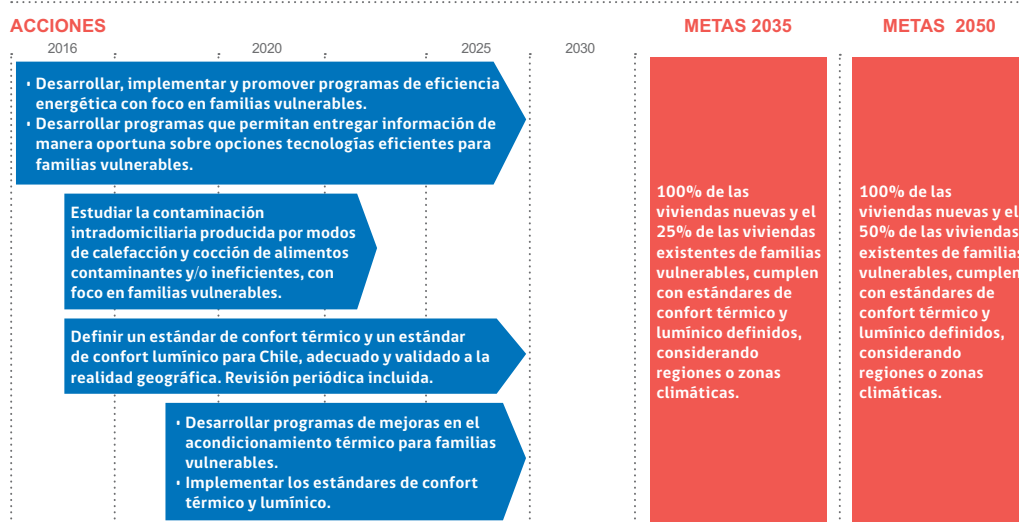 ACCIONES
METAS 2035
METAS 2050
2016
2020
2025
2030
• Desarrollar, implementar y promover programas de eficiencia
energética con foco en familias vulnerables.
• Desarrollar programas que permitan entregar información de
manera oportuna sobre opciones tecnologías eficientes para
familias vulnerables.
Estudiar la contaminación
intradomiciliaria producida por modos
de calefacción y cocción de alimentos
contaminantes y/o ineficientes, con
foco en familias vulnerables.
Definir un estándar de confort térmico y un estándar
de confort lumínico para Chile, adecuado y validado a la
realidad geográfica. Revisión periódica incluida.
• Desarrollar programas de mejoras en el
acondicionamiento térmico para familias
vulnerables.
• Implementar los estándares de confort
térmico y lumínico.
100% de las
viviendas nuevas y el
25% de las viviendas
existentes de familias
vulnerables, cumplen
con estándares de
confort térmico y
lumínico definidos,
considerando
regiones o zonas
climáticas.
100% de las
viviendas nuevas y el
50% de las viviendas
existentes de familias
vulnerables, cumplen
con estándares de
confort térmico y
lumínico definidos,
considerando
regiones o zonas
climáticas.